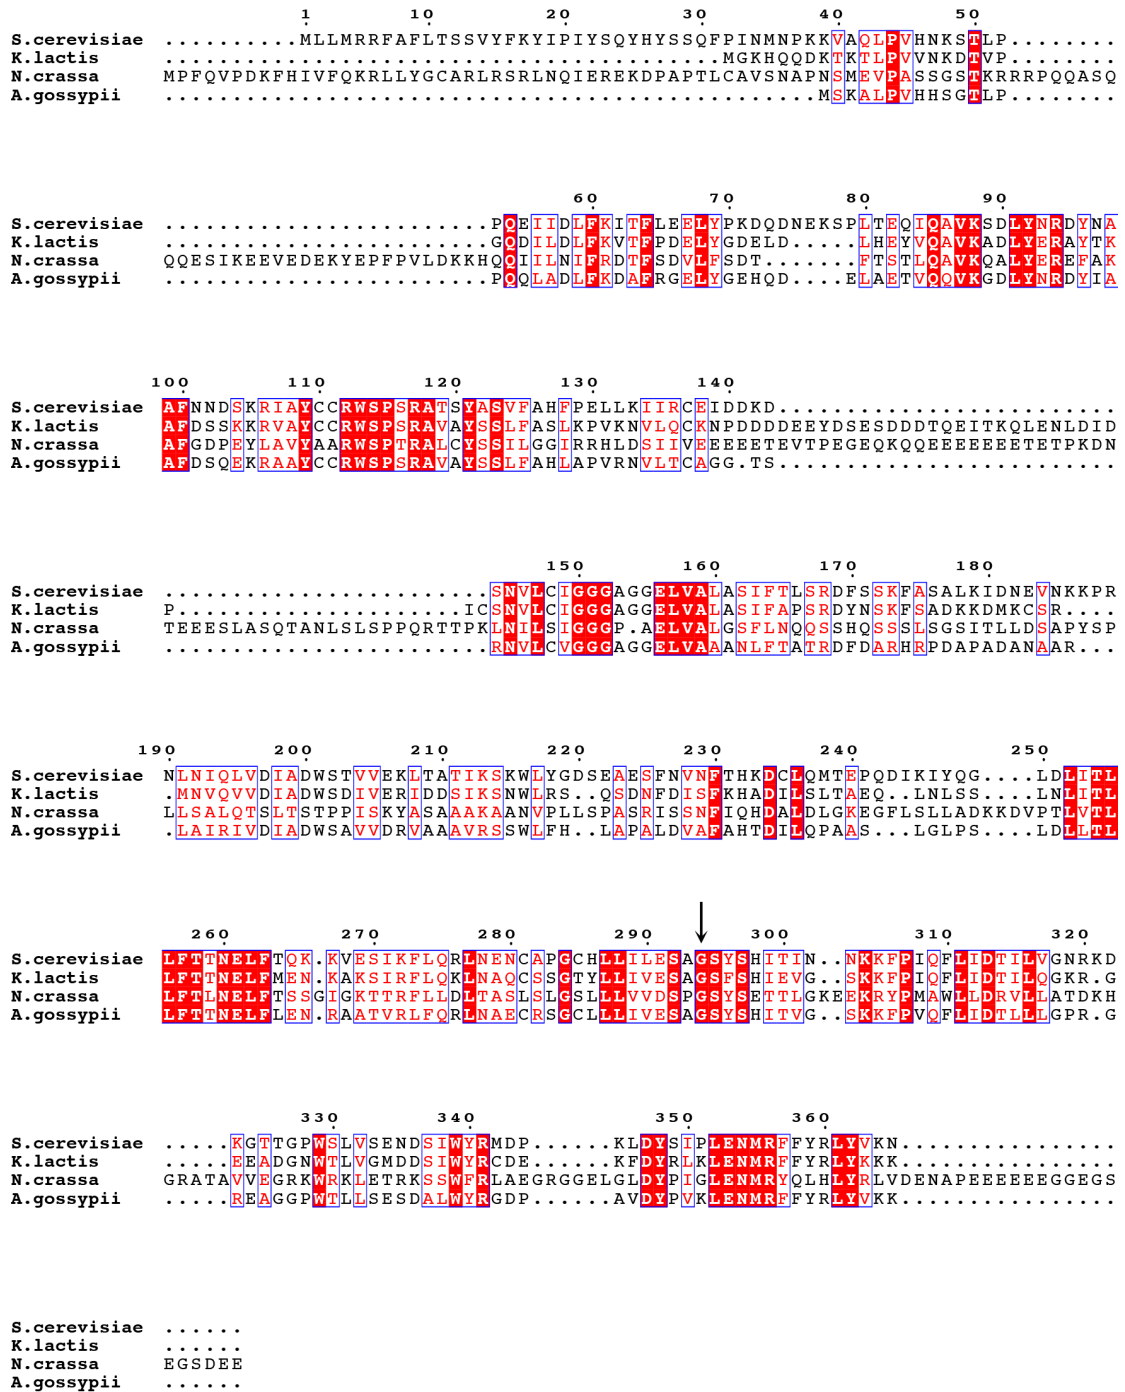 1 10 20 30 40 50
S.cerevisiae ..........MLLMRRFAFLTSSVYFKYIPIYSQYHYSSQFPINMNPKKVAQLPVHNKSTLP........
K.lactis .........................................MGKHQQDKTKTLPVVNKDTVP........
N.crassa MPFQVPDKFHIVFQKRLLYGCARLRSRLNQIEREKDPAPTLCAVSNAPNSMEVPASSGSTKRRRPQQASQ
A.gossypii ................................................MSKALPVHHSGTLP........
60 70 80 90
S.cerevisiae ........................PQEIIDLFKITFLEELYPKDQDNEKSPLTEQIQAVKSDLYNRDYNA
K.lactis ........................GQDILDLFKVTFPDELYGDELD.....LHEYVQAVKADLYERAYTK
N.crassa QQESIKEEVEDEKYEPFPVLDKKHQQIILNIFRDTFSDVLFSDT.......FTSTLQAVKQALYEREFAK
A.gossypii ........................PQQLADLFKDAFRGELYGEHQD....ELAETVQQVKGDLYNRDYIA
100 110 120 130 140
S.cerevisiae AFNNDSKRIAYCCRWSPSRATSYASVFAHFPELLKIIRCEIDDKD.........................
K.lactis AFDSSKKRVAYCCRWSPSRAVAYSSLFASLKPVKNVLQCKNPDDDDEEYDSESDDDTQEITKQLENLDID
N.crassa AFGDPEYLAVYAARWSPTRALCYSSILGGIRRHLDSIIVEEEEETEVTPEGEQKQQEEEEEEETETPKDN
A.gossypii AFDSQEKRAAYCCRWSPSRAVAYSSLFAHLAPVRNVLTCAGG.TS.........................
150 160 170 180
S.cerevisiae ........................SNVLCIGGGAGGELVALASIFTLSRDFSSKFASALKIDNEVNKKPR
K.lactis P.....................ICSNVLCIGGGAGGELVALASIFAPSRDYNSKFSADKKDMKCSR....
N.crassa TEEESLASQTANLSLSPPQRTTPKLNILSIGGGP.AELVALGSFLNQQSSHQSSSLSGSITLLDSAPYSP
A.gossypii ........................RNVLCVGGGAGGELVAAANLFTATRDFDARHRPDAPADANAAR...
190 200 210 220 230 240 250
S.cerevisiae NLNIQLVDIADWSTVVEKLTATIKSKWLYGDSEAESFNVNFTHKDCLQMTEPQDIKIYQG....LDLITL
K.lactis .MNVQVVDIADWSDIVERIDDSIKSNWLRS..QSDNFDISFKHADILSLTAEQ..LNLSS....LNLITL
N.crassa LLSALQTSLTSTPPISKYASAAAKAANVPLLSPASRISSNFIQHDALDLGKEGFLSLLADKKDVPTLVTL
A.gossypii .LAIRIVDIADWSAVVDRVAAAVRSSWLFH..LAPALDVAFAHTDILQPAAS...LGLPS....LDLLTL
260 270 280 290 300 310 320
S.cerevisiae LFTTNELFTQK.KVESIKFLQRLNENCAPGCHLLILESAGSYSHITIN..NKKFPIQFLIDTILVGNRKD
K.lactis LFTTNELFMEN.KAKSIRFLQKLNAQCSSGTYLLIVESAGSFSHIEVG..SKKFPIQFLIDTILQGKR.G
N.crassa LFTLNELFTSSGIGKTTRFLLDLTASLSLGSLLLVVDSPGSYSETTLGKEEKRYPMAWLLDRVLLATDKH
A.gossypii LFTTNELFLEN.RAATVRLFQRLNAECRSGCLLLIVESAGSYSHITVG..SKKFPVQFLIDTLLLGPR.G
330 340 350 360
S.cerevisiae .....KGTTGPWSLVSENDSIWYRMDP......KLDYSIPLENMRFFYRLYVKN................
K.lactis .....EEADGNWTLVGMDDSIWYRCDE......KFDYRLKLENMRFFYRLYKKK................
N.crassa GRATAVVEGRKWRKLETRKSSWFRLAEGRGGELGLDYPIGLENMRYQLHLYRLVDENAPEEEEEEGGEGS
A.gossypii .....REAGGPWTLLSESDALWYRGDP......AVDYPVKLENMRFFYRLYVKK................
S.cerevisiae ......
K.lactis ......
N.crassa EGSDEE
A.gossypii ......